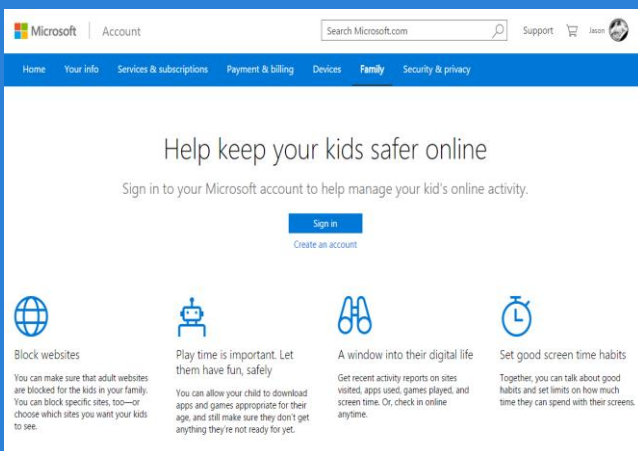 Microsoft Account Search Microsoft.com Support Jason
Home Your info Services & subscriptions Payment & billing Devices Family Security & privacy
Help keep your kids safer online
Sign in to your Microsoft account to help manage your kid's online activity.
Sign in
Create an account
Block websites
You can make sure that adult websites
are blocked for the kids in your family.
You can block specific sites, too—or
choose which sites you want your kids
to see.
Play time is important. Let
them have fun, safely
You can allow your child to download
apps and games appropriate for their
age, and still make sure they don't get
anything they're not ready for yet.
A window into their digital life
Get recent activity reports on sites
visited, apps used, games played, and
screen time. Or, check in online
anytime.
Set good screen time habits
Together, you can talk about good
habits and set limits on how much
time they can spend with their screens.